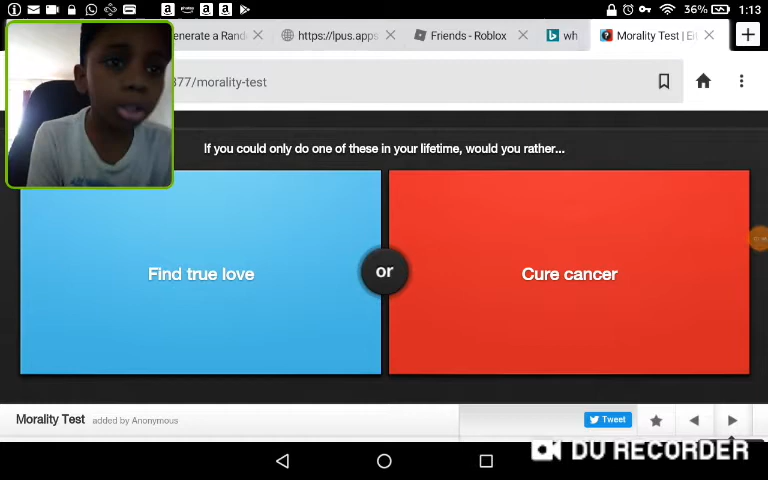 36% 1:13
enerate a Rand
https://lpus.apps
Friends - Roblox
wh
Morality Test | Eit
377/morality-test
If you could only do one of these in your lifetime, would you rather...
Find true love
or
Cure cancer
Morality Test added by Anonymous
Tweet
DU RECORDER